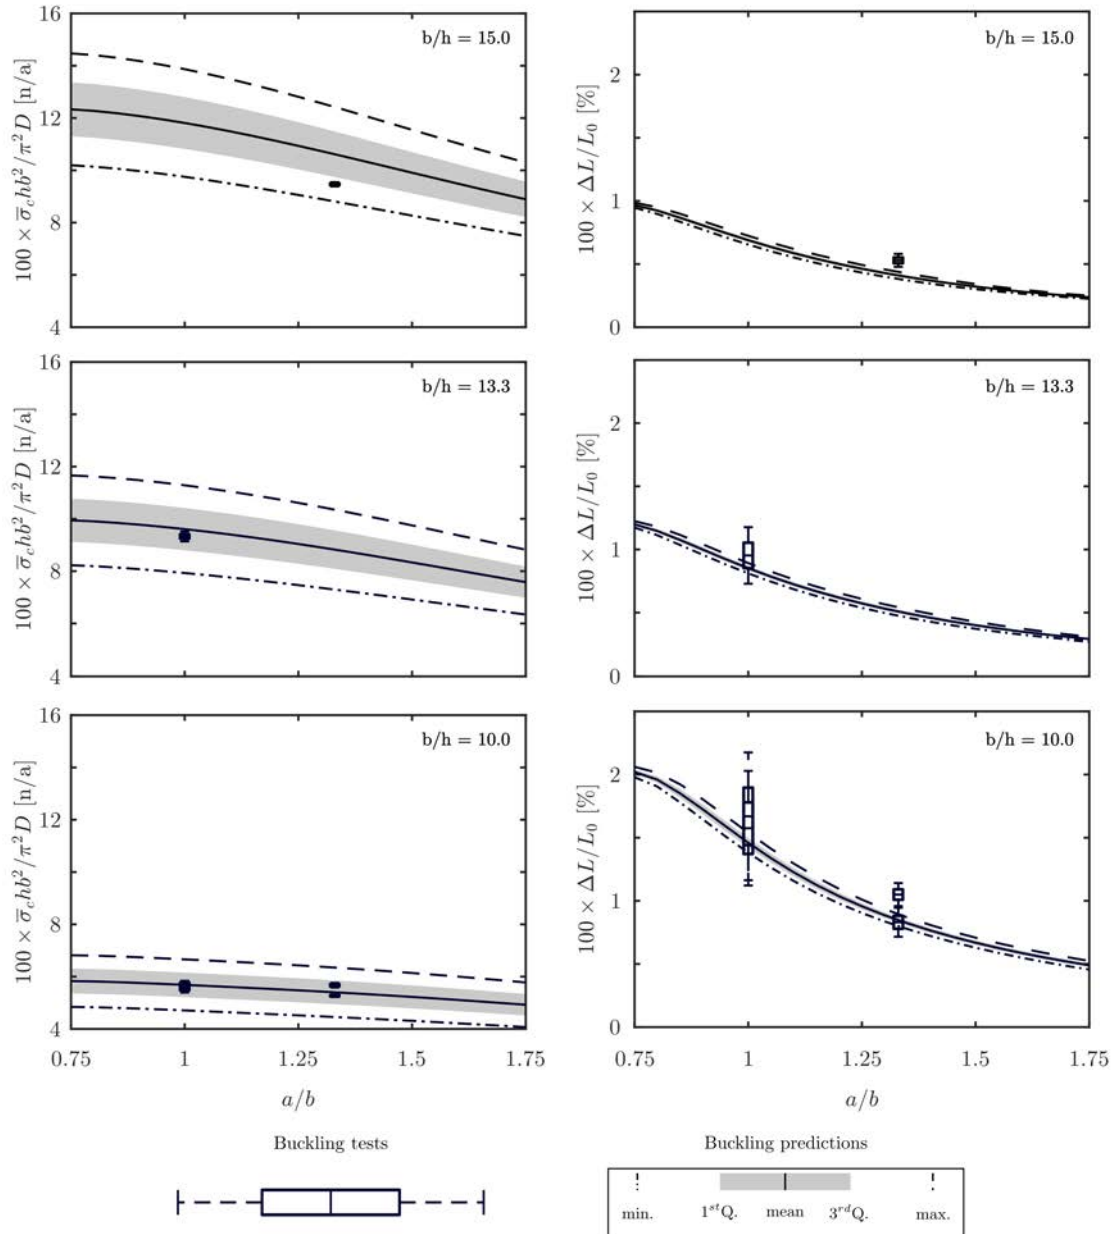 16
12
8
4
100 × σ̅_c hb²/π²D [n/a]
b/h = 15.0
2
1
0
100 × ΔL/L₀ [%]
b/h = 15.0
16
12
8
4
100 × σ̅_c hb²/π²D [n/a]
b/h = 13.3
2
1
0
100 × ΔL/L₀ [%]
b/h = 13.3
16
12
8
4
100 × σ̅_c hb²/π²D [n/a]
b/h = 10.0
0.75 1 1.25 1.5 1.75
a/b
2
1
0
100 × ΔL/L₀ [%]
b/h = 10.0
0.75 1 1.25 1.5 1.75
a/b
Buckling tests
Buckling predictions
min. 1ˢᵗQ. mean 3ʳᵈQ. max.